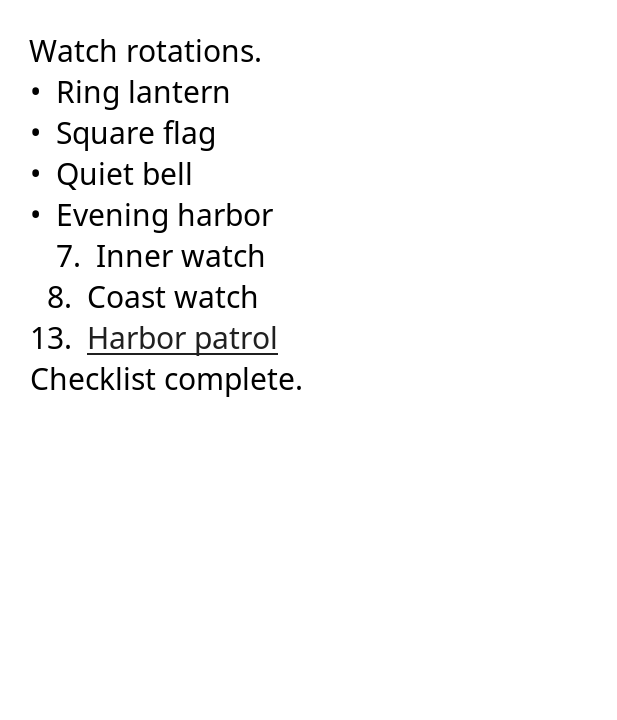 Watch rotations.
• Ring lantern
• Square flag
• Quiet bell
• Evening harbor
7. Inner watch
8. Coast watch
13. Harbor patrol
Checklist complete.